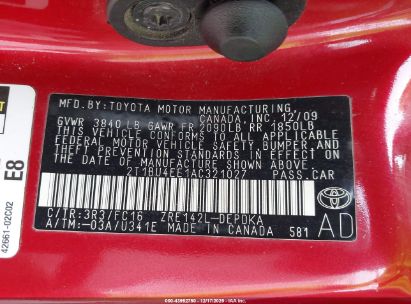 MFD. BY: TOYOTA MOTOR MANUFACTURING
CANADA, INC. 12/09
GVWR 3840 LB GAWR FR 2090LB RR 1850LB
THIS VEHICLE CONFORMS TO ALL APPLICABLE
FEDERAL MOTOR VEHICLE SAFETY, BUMPER, AND
THEFT PREVENTION STANDARDS IN EFFECT ON
THE DATE OF MANUFACTURE SHOWN ABOVE.
2T1BU4EE1AC321027 PASS.CAR
C/TR:3R3/FC16 ZRE142L-DEPDKA
A/TM:-03A/U341E MADE IN CANADA 581
AD
E8
42661-02C02